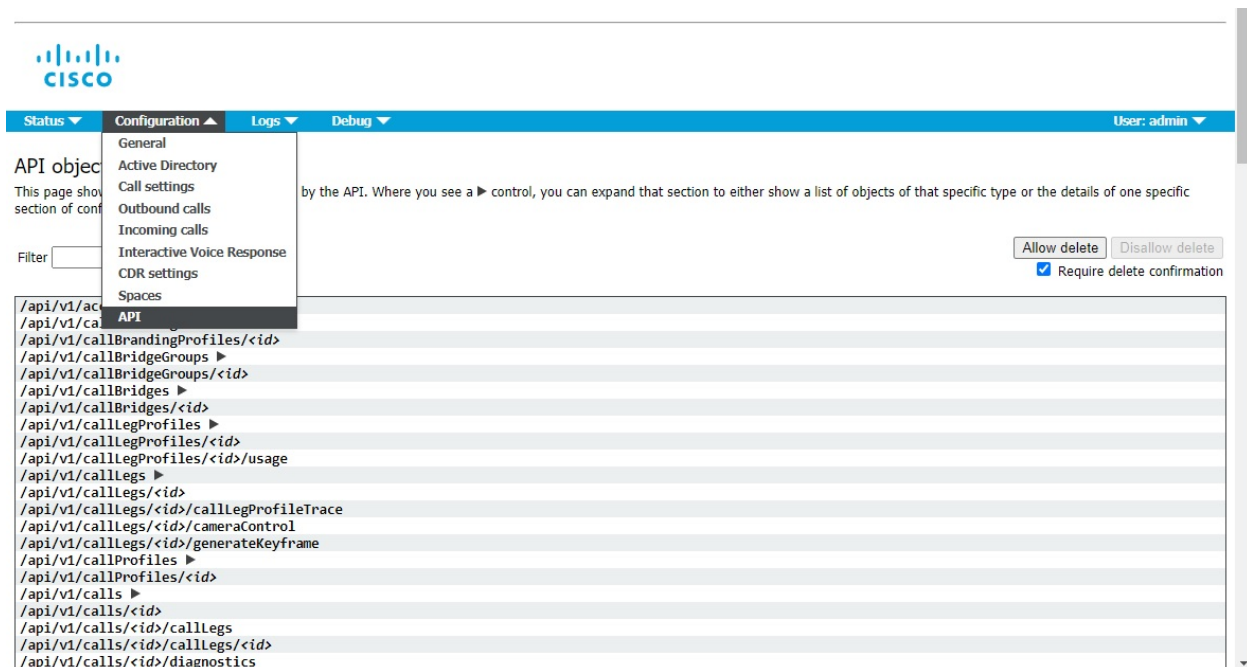 CISCO
Status Configuration Logs Debug User: admin
General
API objec Active Directory
Call settings
This page show by the API. Where you see a ▶ control, you can expand that section to either show a list of objects of that specific type or the details of one specific
section of conf Outbound calls
Incoming calls
Filter Interactive Voice Response Allow delete Disallow delete
CDR settings Require delete confirmation
Spaces
/api/v1/ac
API
/api/v1/ca
/api/v1/callBrandingProfiles/<id>
/api/v1/callBridgeGroups ▶
/api/v1/callBridgeGroups/<id>
/api/v1/callBridges ▶
/api/v1/callBridges/<id>
/api/v1/callLegProfiles ▶
/api/v1/callLegProfiles/<id>
/api/v1/callLegProfiles/<id>/usage
/api/v1/callLegs ▶
/api/v1/callLegs/<id>
/api/v1/callLegs/<id>/callLegProfileTrace
/api/v1/callLegs/<id>/cameraControl
/api/v1/callLegs/<id>/generateKeyframe
/api/v1/callProfiles ▶
/api/v1/callProfiles/<id>
/api/v1/calls ▶
/api/v1/calls/<id>
/api/v1/calls/<id>/callLegs
/api/v1/calls/<id>/callLegs/<id>
/api/v1/calls/<id>/diagnostics